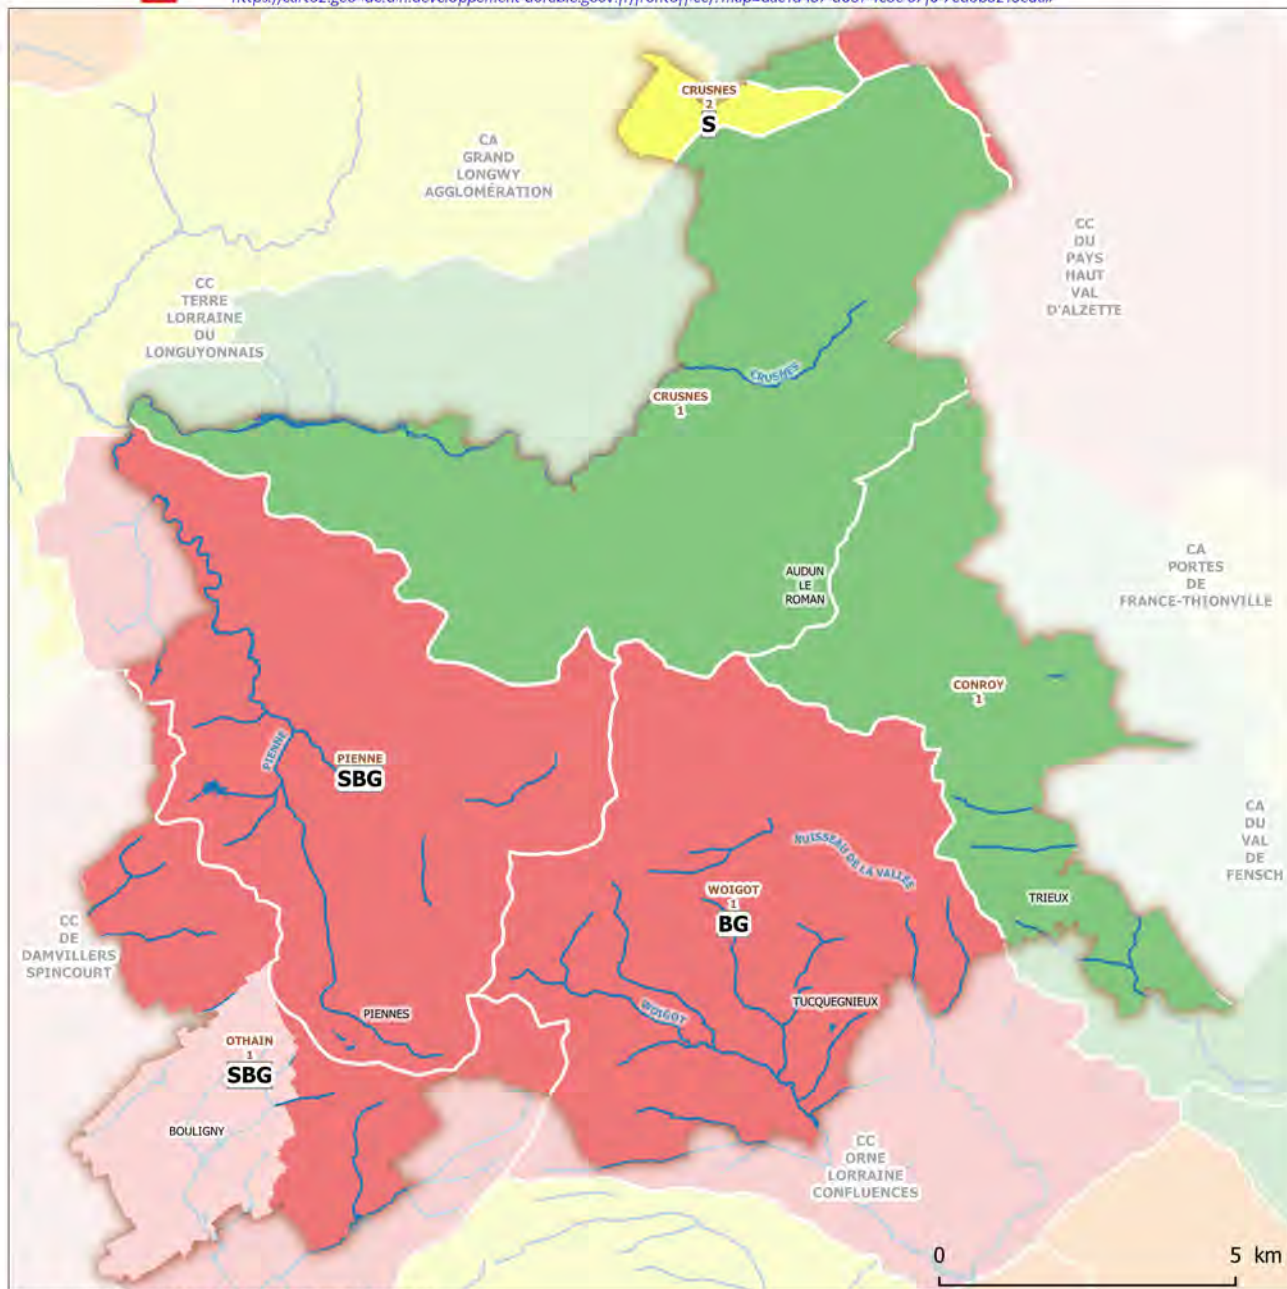 CRUSNES
2
S
CA
GRAND
LONGWY
AGGLOMÉRATION
CC
DU
PAYS
HAUT
VAL
D'ALZETTE
CC
TERRE
LORRAINE
DU
LONGUYONNAIS
CRUSNES
CRUSNES
1
CA
PORTES
DE
FRANCE-THIONVILLE
AUDUN
LE
ROMAN
CONROY
1
PIENNE
PIENNE
SBG
CA
DU
VAL
DE
FENSCH
RUISSEAU DE LA VALLÉE
WOIGOT
1
BG
TRIEUX
CC
DE
DAMVILLERS
SPINCOURT
TUCQUEGNIEUX
PIENNES
WOIGOT
OTHAIN
1
SBG
BOULIGNY
CC
ORNE
LORRAINE
CONFLUENCES
0 5 km